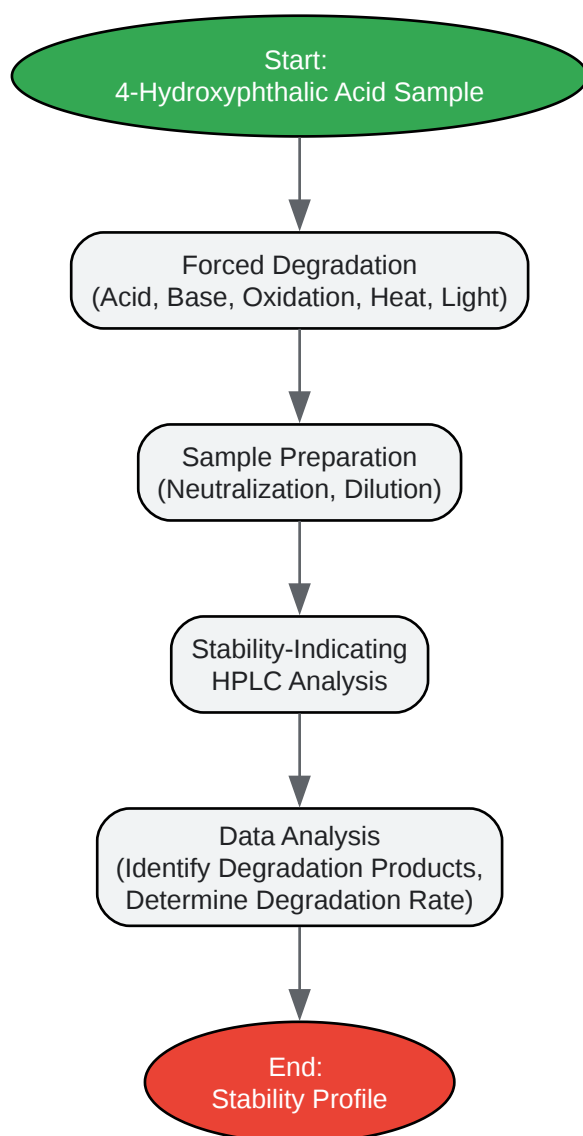 Start:
4-Hydroxyphthalic Acid Sample
Forced Degradation
(Acid, Base, Oxidation, Heat, Light)
Sample Preparation
(Neutralization, Dilution)
Stability-Indicating
HPLC Analysis
Data Analysis
(Identify Degradation Products,
Determine Degradation Rate)
End:
Stability Profile